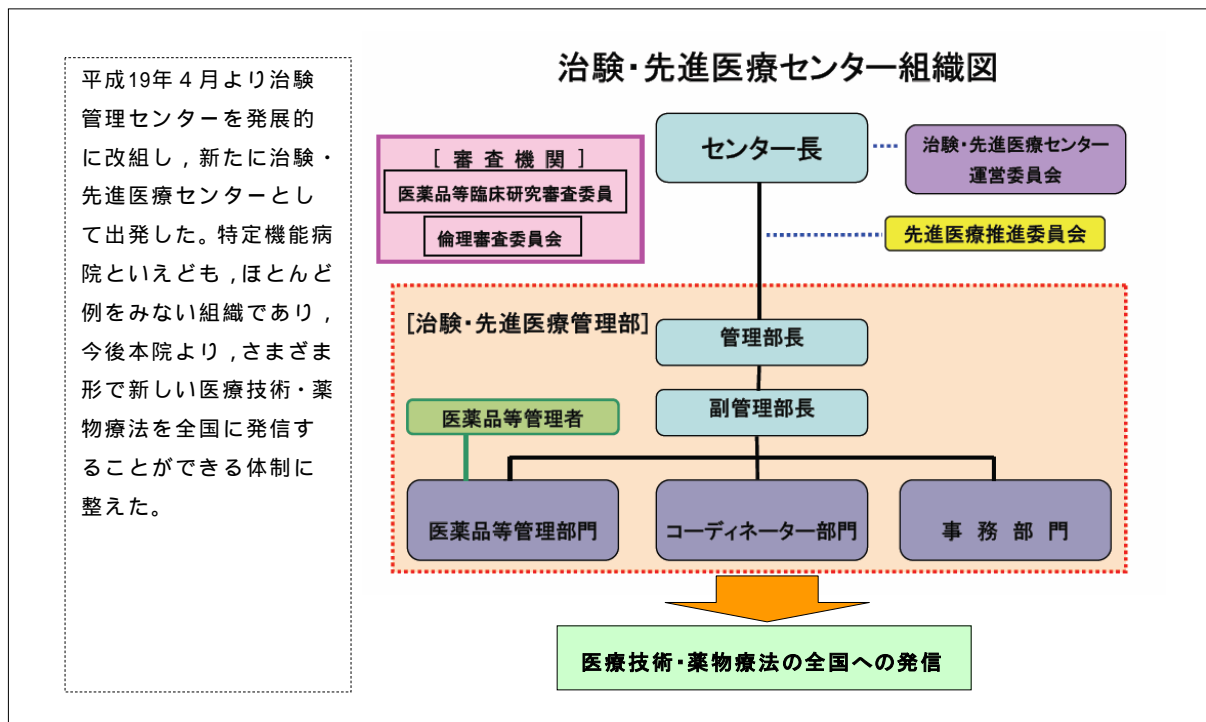 平成19年４月より治験
管理センターを発展的
に改組し，新たに治験・
先進医療センターとし
て出発した。特定機能病
院といえども，ほとんど
例をみない組織であり，
今後本院より，さまざま
形で新しい医療技術・薬
物療法を全国に発信す
ることができる体制に
整えた。
治験・先進医療センター組織図
[ 審 査 機 関 ]
医薬品等臨床研究審査委員
倫理審査委員会
センター長
治験・先進医療センター
運営委員会
先進医療推進委員会
[治験・先進医療管理部]
管理部長
副管理部長
医薬品等管理者
医薬品等管理部門
コーディネーター部門
事 務 部 門
医療技術・薬物療法の全国への発信